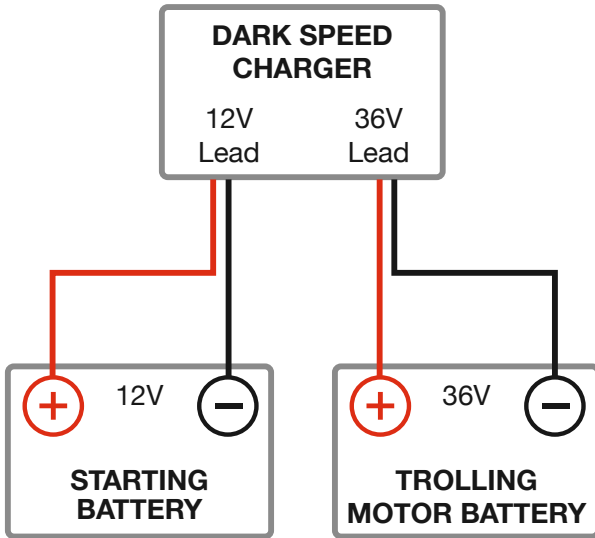 DARK SPEED
CHARGER
12V 36V
Lead Lead
+ 12V − + 36V −
STARTING
BATTERY
TROLLING
MOTOR BATTERY